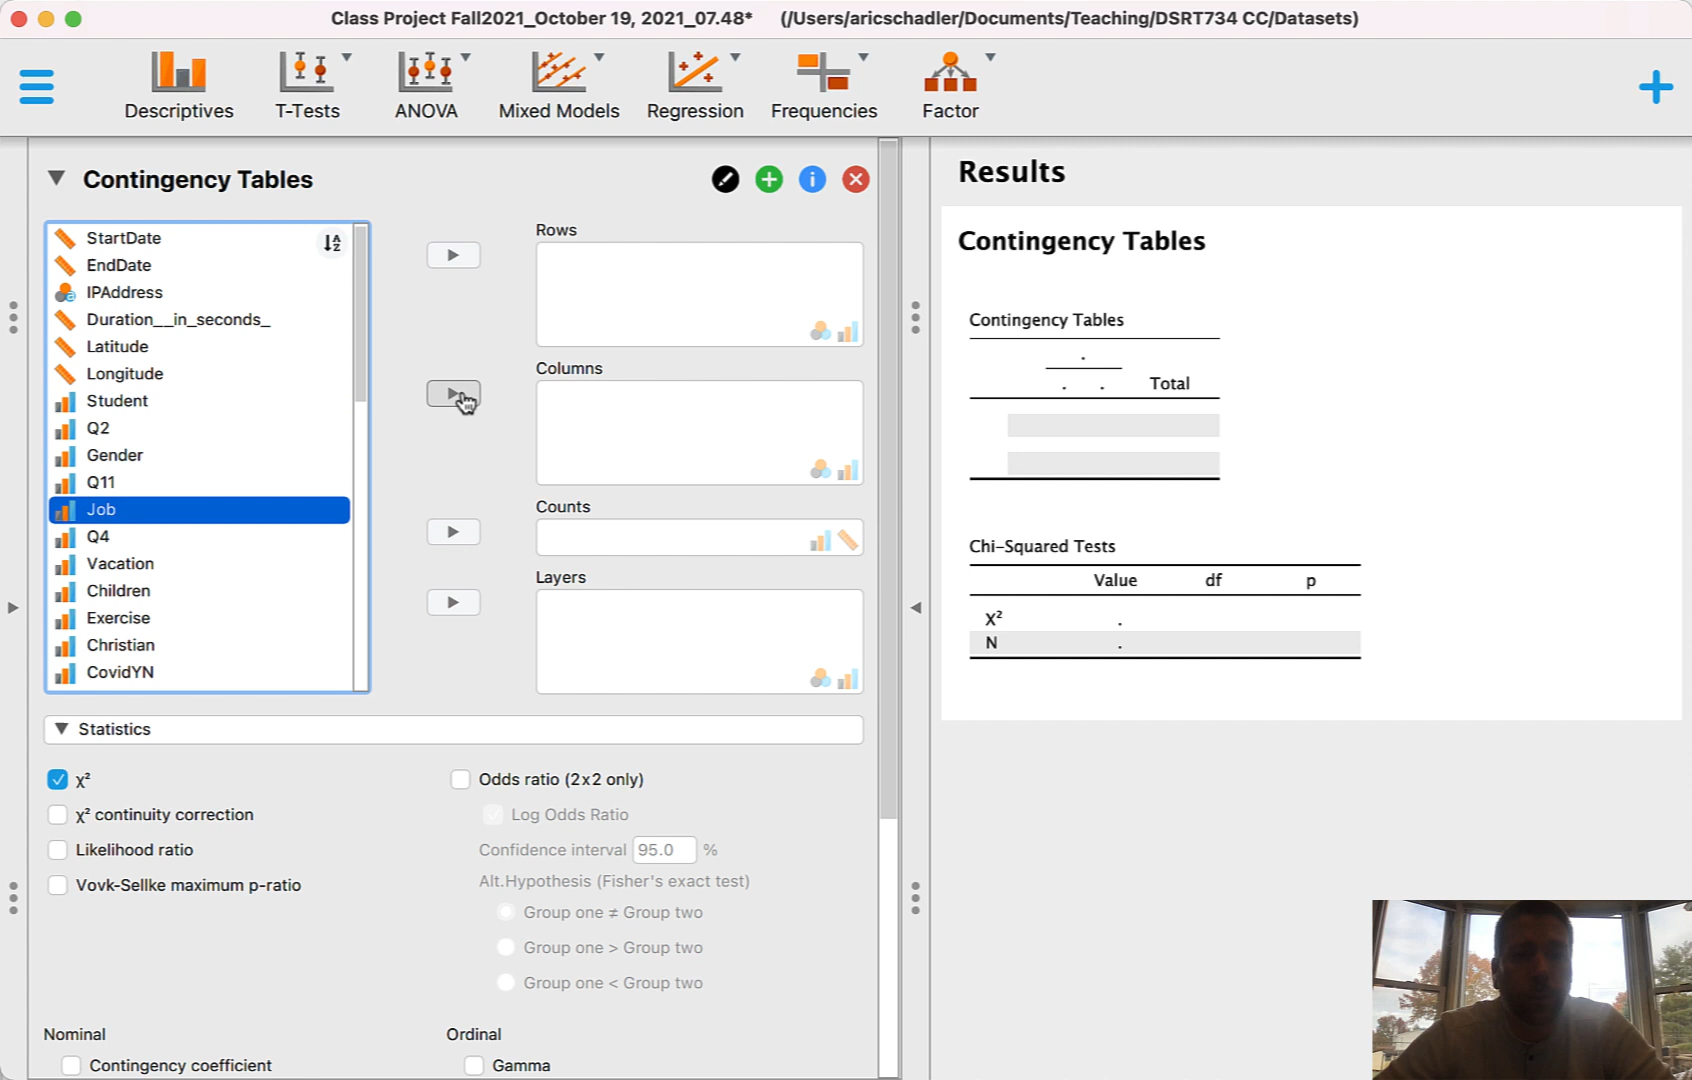 Class Project Fall2021_October 19, 2021_07.48* (/Users/aricschadler/Documents/Teaching/DSRT734 CC/Datasets)
Descriptives T-Tests ANOVA Mixed Models Regression Frequencies Factor
Contingency Tables
StartDate
EndDate
IPAddress
Duration__in_seconds_
Latitude
Longitude
Student
Q2
Gender
Q11
Job
Q4
Vacation
Children
Exercise
Christian
CovidYN
Rows
Columns
Counts
Layers
Statistics
χ²
χ² continuity correction
Likelihood ratio
Vovk-Sellke maximum p-ratio
Odds ratio (2x2 only)
Log Odds Ratio
Confidence interval 95.0 %
Alt.Hypothesis (Fisher's exact test)
Group one ≠ Group two
Group one > Group two
Group one < Group two
Nominal
Contingency coefficient
Ordinal
Gamma
Results
Contingency Tables
Contingency Tables
.
. . Total
Chi-Squared Tests
Value df p
X² .
N .